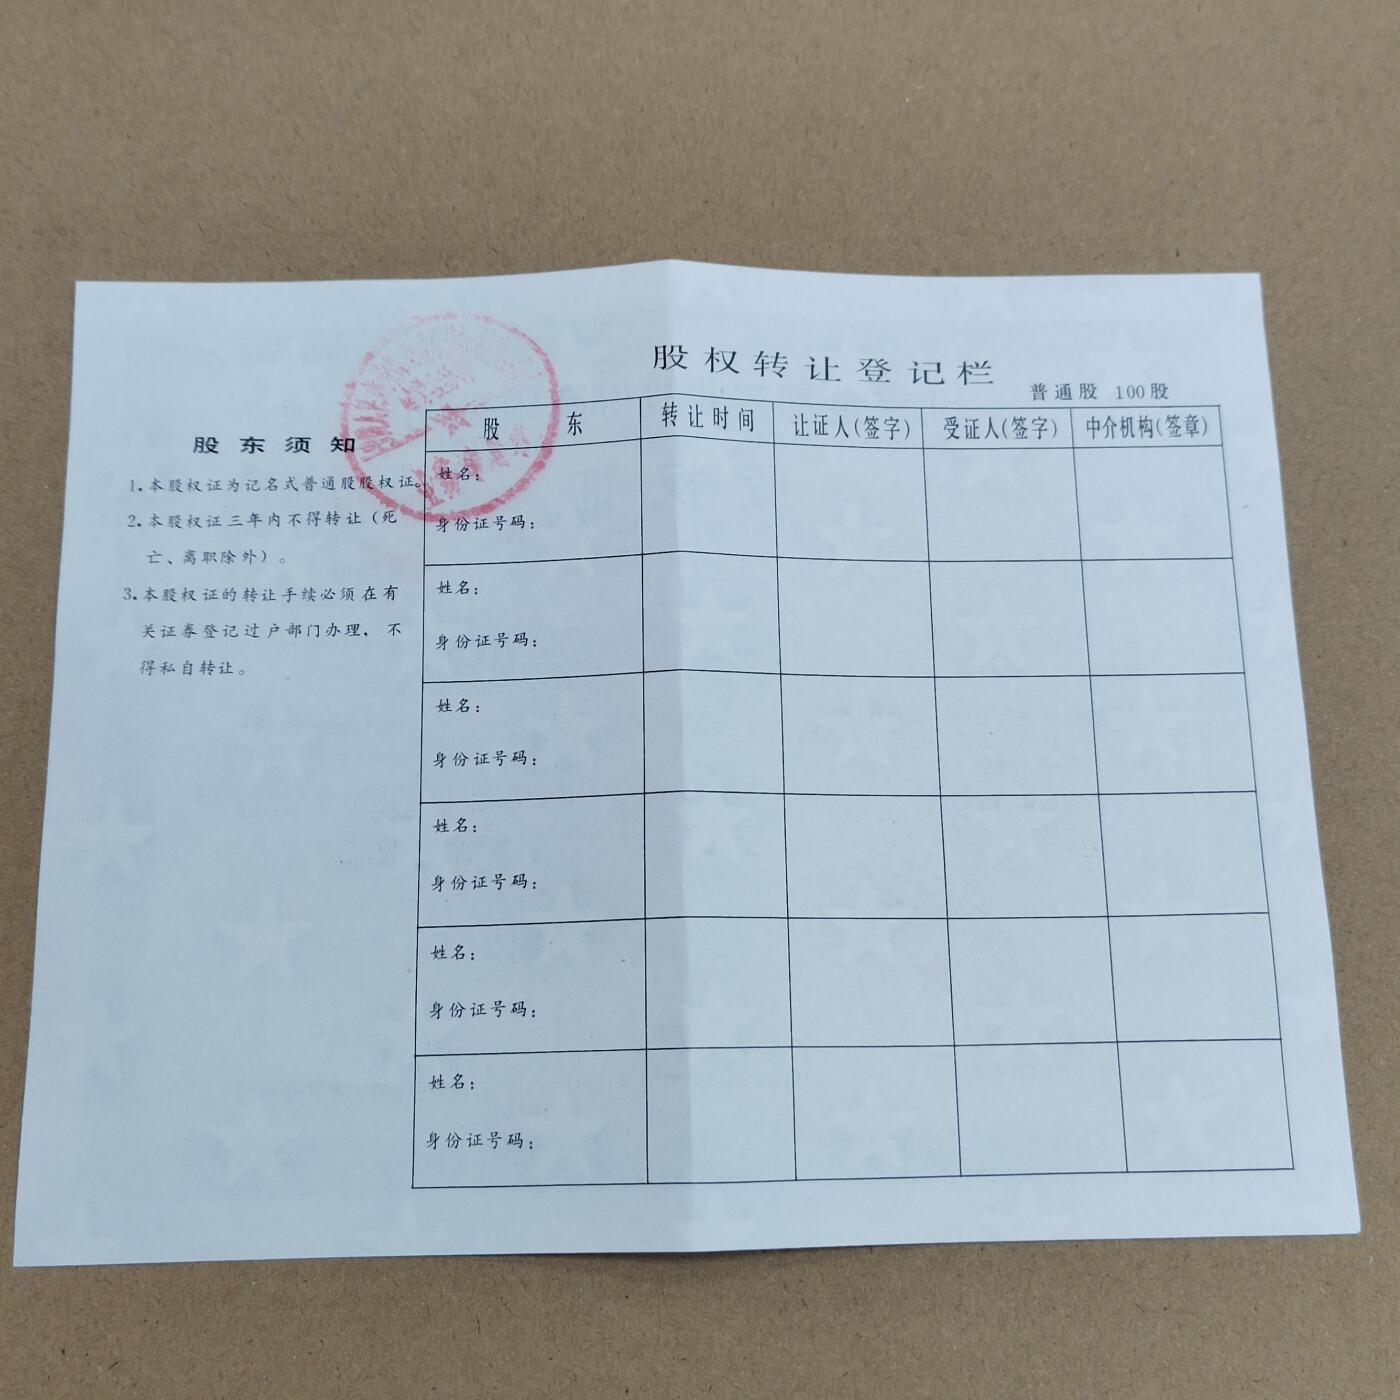 股权转让登记栏
普通股 100股
股东须知
1.本股权证为记名式普通股股权证。
2.本股权证三年内不得转让(死
亡、离职除外)。
3.本股权证的转让手续必须在有
关证券登记过户部门办理,不
得私自转让。
股东 转让时间 让证人(签字) 受证人(签字) 中介机构(签章)
姓名:
身份证号码:
姓名:
身份证号码:
姓名:
身份证号码:
姓名:
身份证号码:
姓名:
身份证号码:
姓名:
身份证号码: